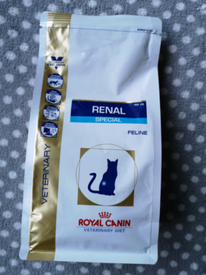 RENAL
SPECIAL
FELINE
VETERINARY
ROYAL CANIN
VETERINARY DIET